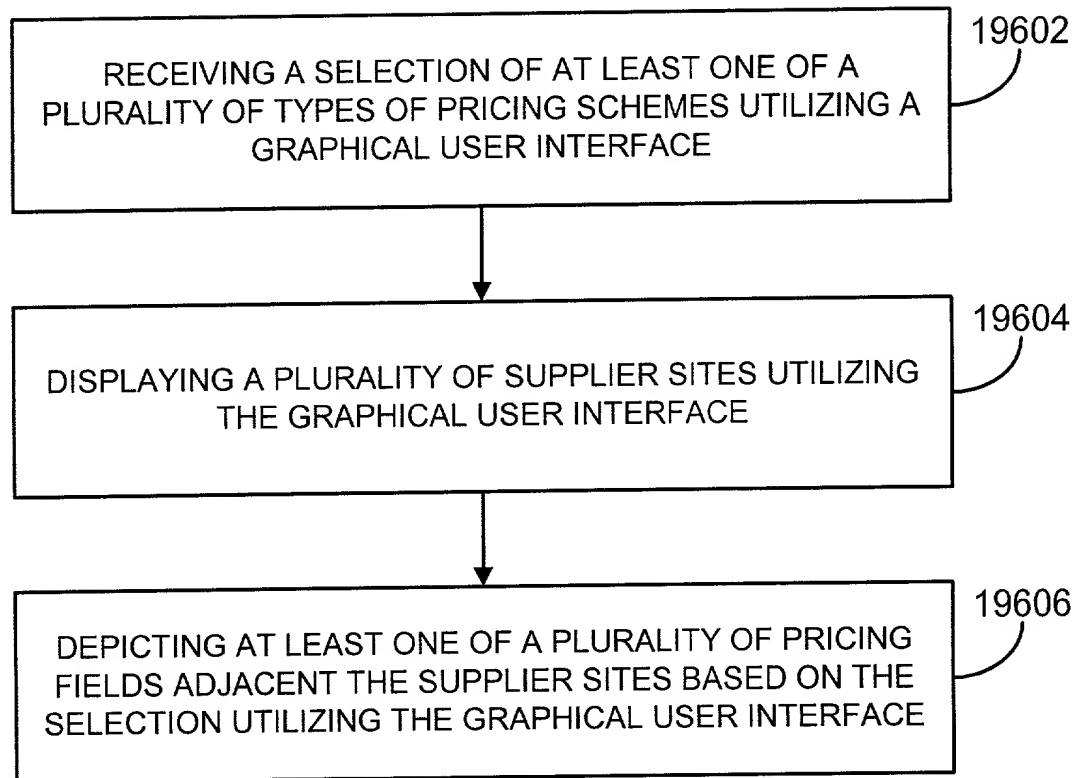 19602
RECEIVING A SELECTION OF AT LEAST ONE OF A
PLURALITY OF TYPES OF PRICING SCHEMES UTILIZING A
GRAPHICAL USER INTERFACE
19604
DISPLAYING A PLURALITY OF SUPPLIER SITES UTILIZING
THE GRAPHICAL USER INTERFACE
19606
DEPICTING AT LEAST ONE OF A PLURALITY OF PRICING
FIELDS ADJACENT THE SUPPLIER SITES BASED ON THE
SELECTION UTILIZING THE GRAPHICAL USER INTERFACE